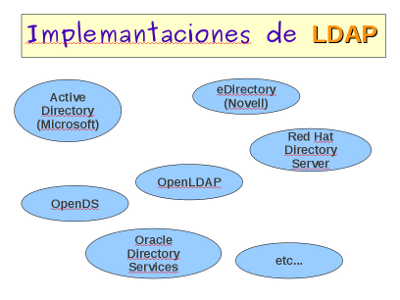 Implemantaciones de LDAP
Active
Directory
(Microsoft)
eDirectory
(Novell)
Red Hat
Directory
Server
OpenLDAP
OpenDS
Oracle
Directory
Services
etc...